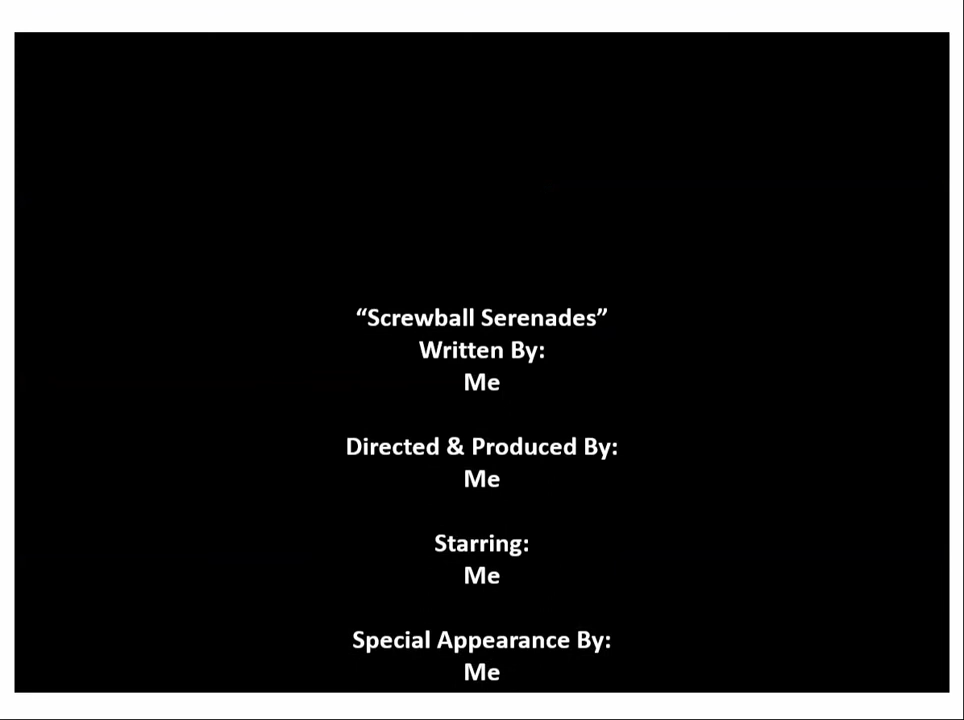 “Screwball Serenades”
Written By:
Me
Directed & Produced By:
Me
Starring:
Me
Special Appearance By:
Me